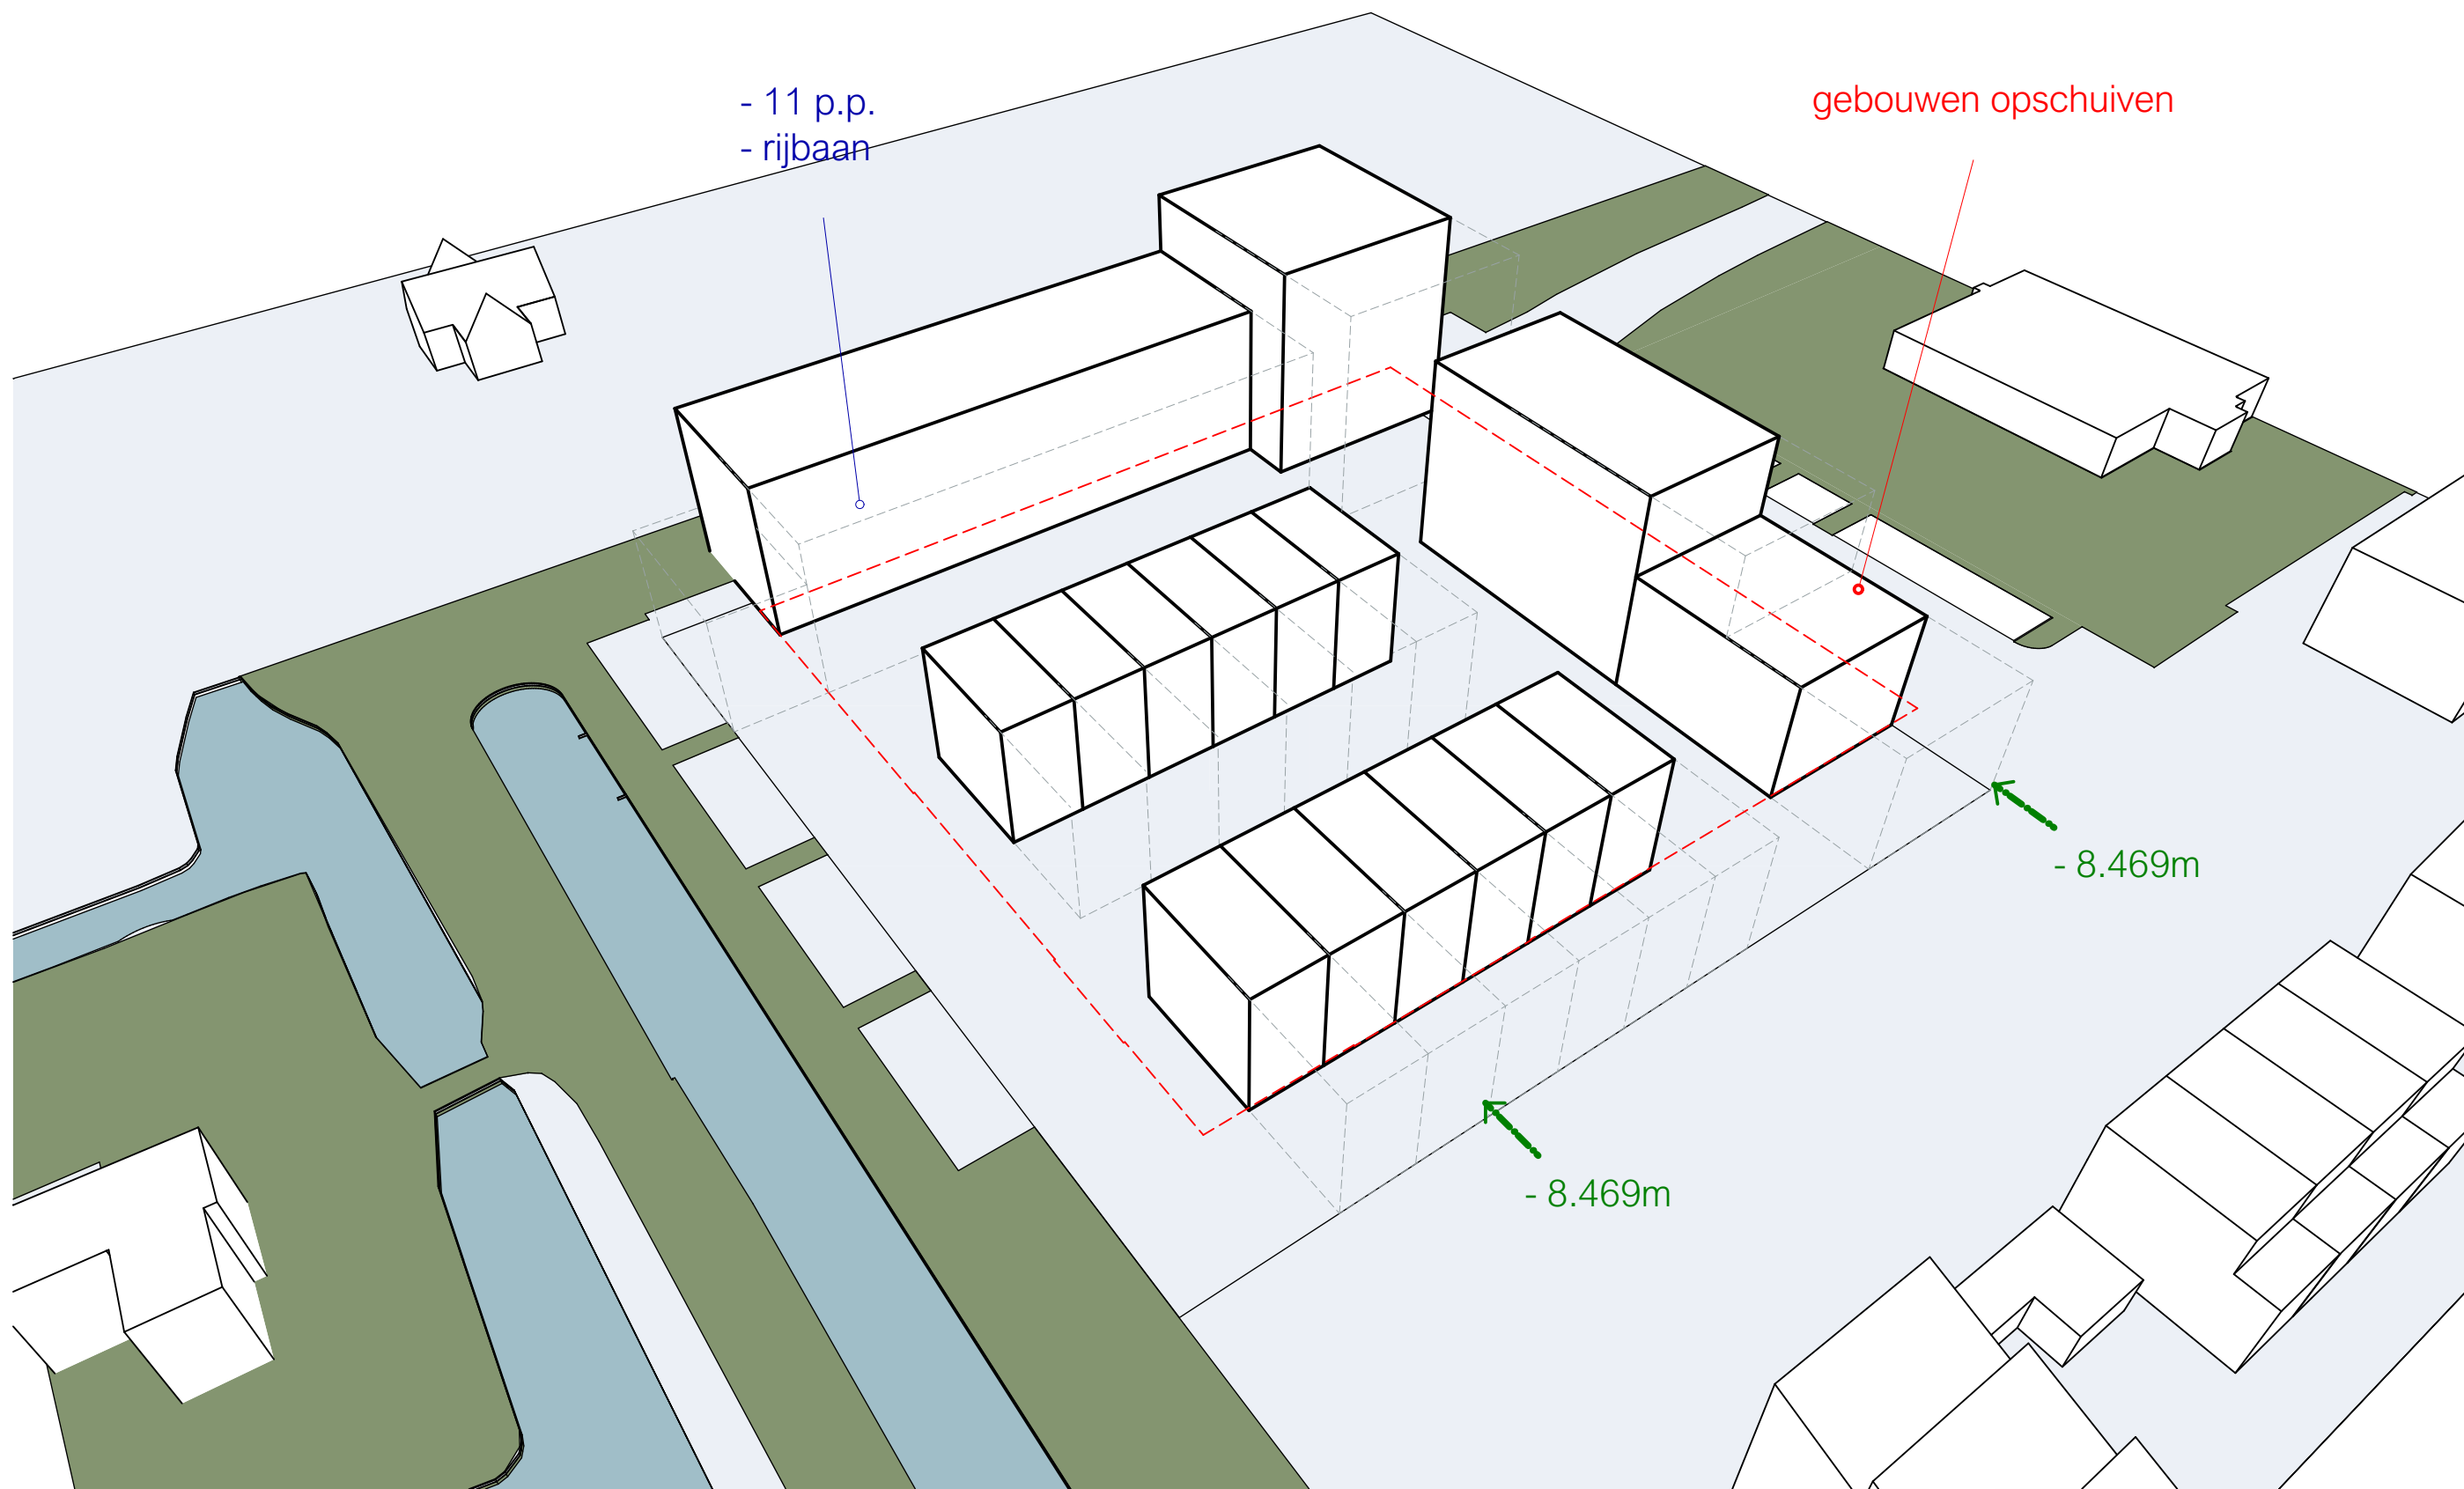 - 11 p.p.
- rijbaan
gebouwen opschuiven
- 8.469m
- 8.469m